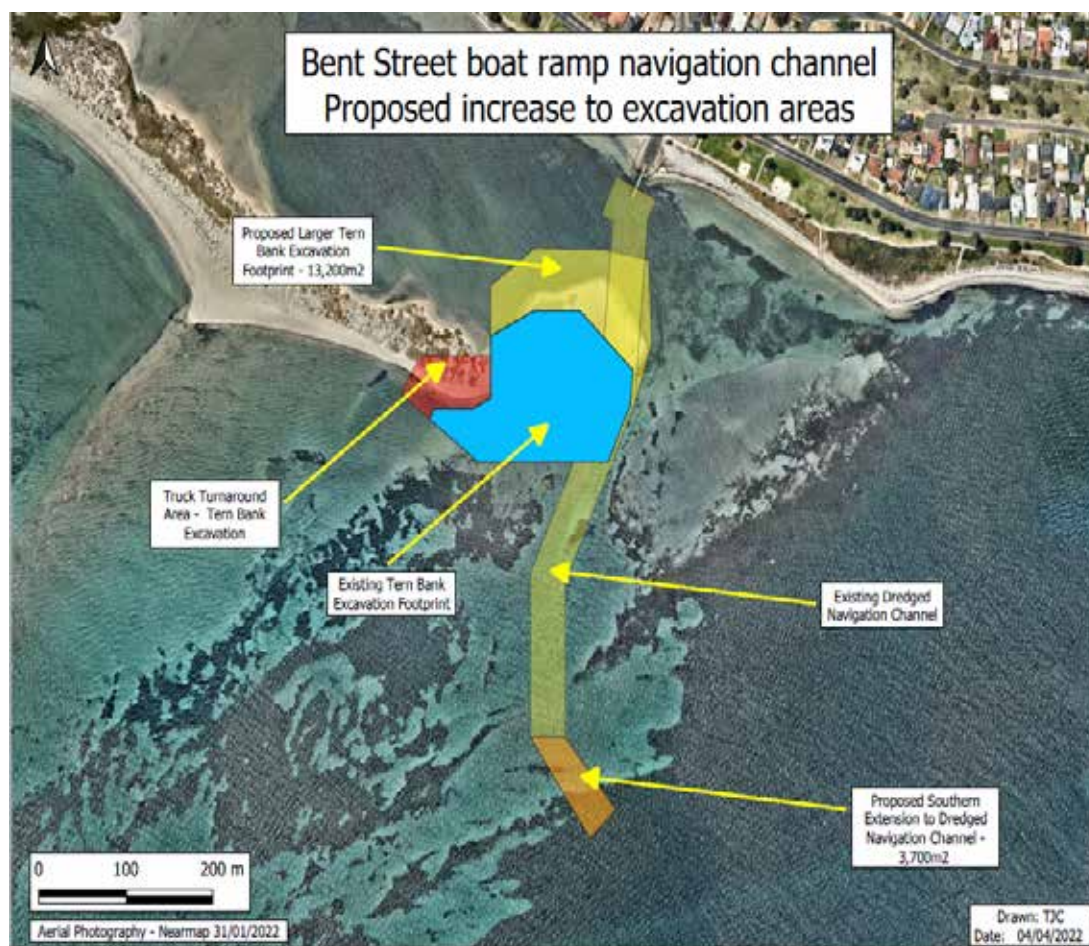 Bent Street boat ramp navigation channel
Proposed increase to excavation areas
Proposed Larger Tern
Bank Excavation
Footprint - 13,200m2
Truck Turnaround
Area - Tern Bank
Excavation
Existing Tern Bank
Excavation Footprint
Existing Dredged
Navigation Channel
Proposed Southern
Extension to Dredged
Navigation Channel -
3,700m2
0 100 200 m
Aerial Photography - Nearmap 31/01/2022
Drawn: TJC
Date: 04/04/2022